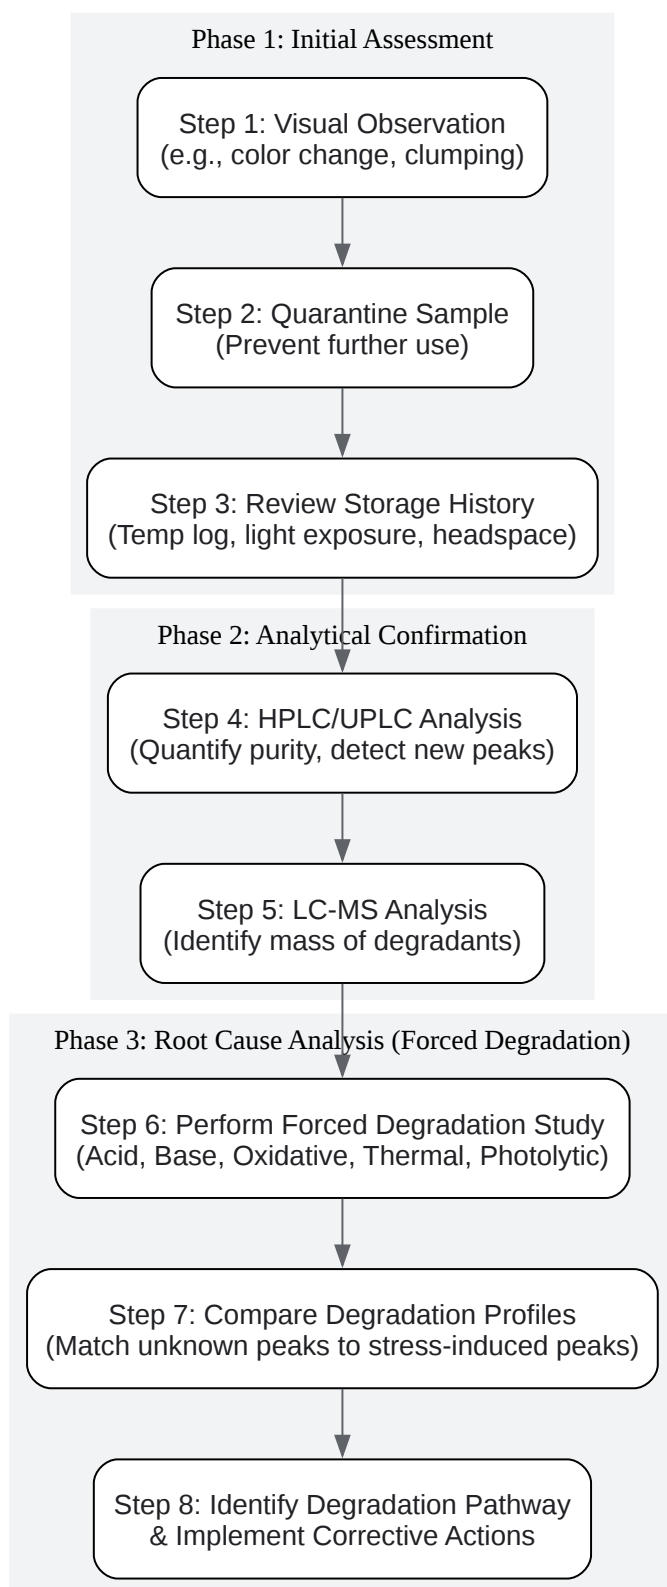 Phase 1: Initial Assessment
Step 1: Visual Observation
(e.g., color change, clumping)
Step 2: Quarantine Sample
(Prevent further use)
Step 3: Review Storage History
(Temp log, light exposure, headspace)
Phase 2: Analytical Confirmation
Step 4: HPLC/UPLC Analysis
(Quantify purity, detect new peaks)
Step 5: LC-MS Analysis
(Identify mass of degradants)
Phase 3: Root Cause Analysis (Forced Degradation)
Step 6: Perform Forced Degradation Study
(Acid, Base, Oxidative, Thermal, Photolytic)
Step 7: Compare Degradation Profiles
(Match unknown peaks to stress-induced peaks)
Step 8: Identify Degradation Pathway
& Implement Corrective Actions